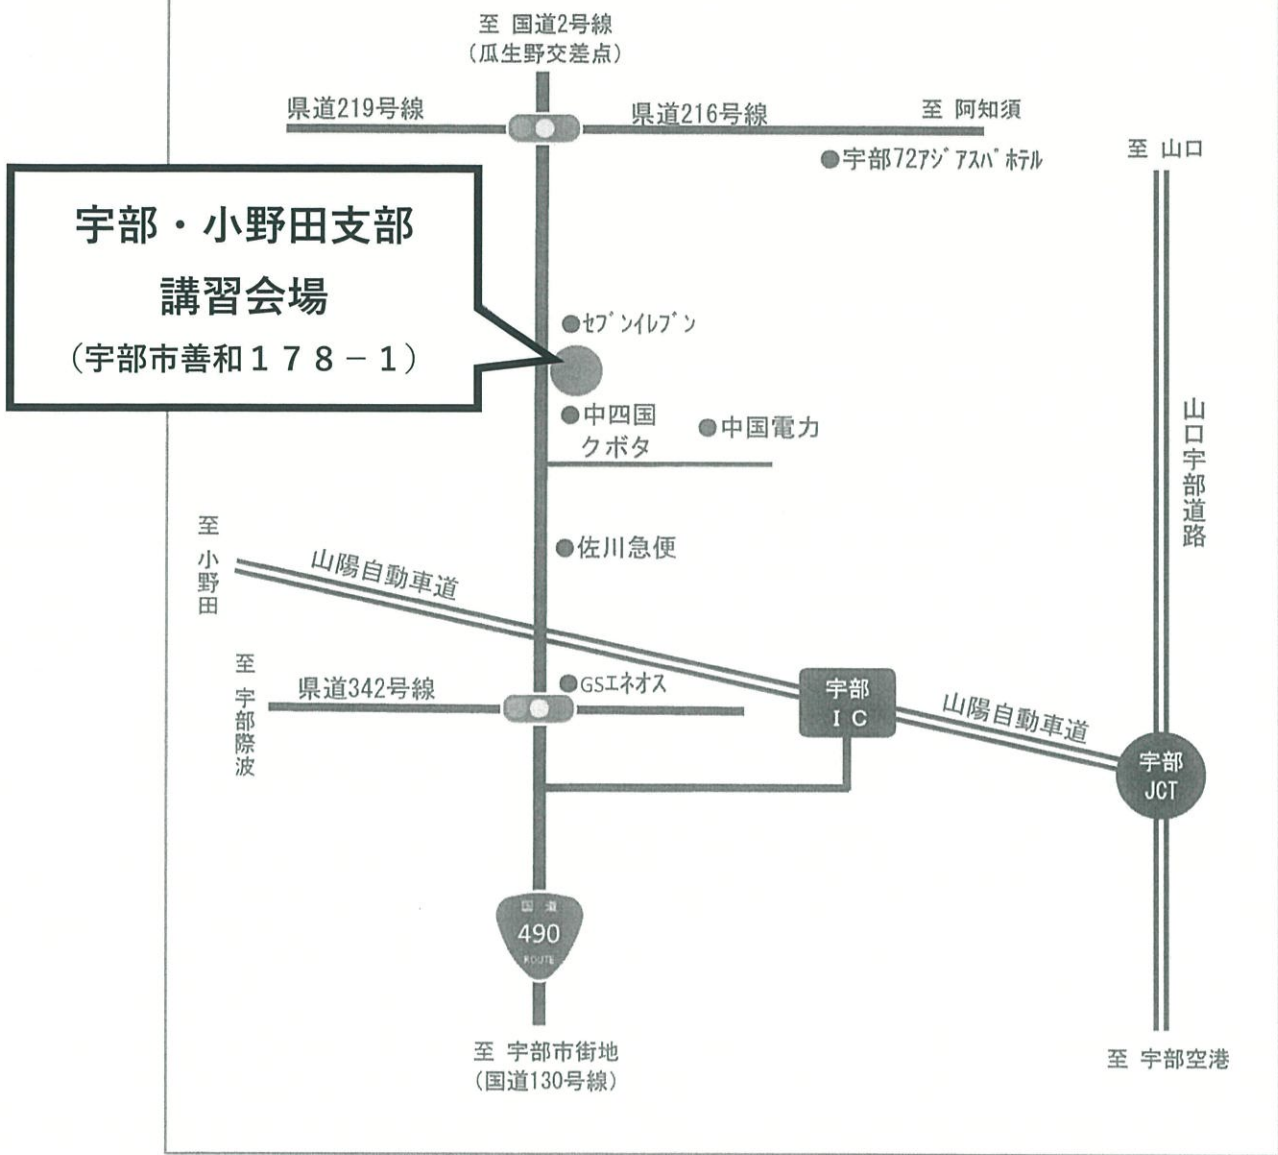 至 国道2号線
（瓜生野交差点）
県道219号線
県道216号線
至 阿知須
●宇部72ｱｼﾞｱｽﾊﾟﾎﾃﾙ
至 山口
宇部・小野田支部
講習会場
（宇部市善和１７８－１）
●ｾﾌﾞﾝｲﾚﾌﾞﾝ
●中四国
クボタ
●中国電力
山口宇部道路
●佐川急便
至 小野田
山陽自動車道
至 宇部際波
県道342号線
●GSエネオス
宇部
ＩＣ
山陽自動車道
宇部
JCT
国道
490
ROUTE
至 宇部市街地
（国道130号線）
至 宇部空港